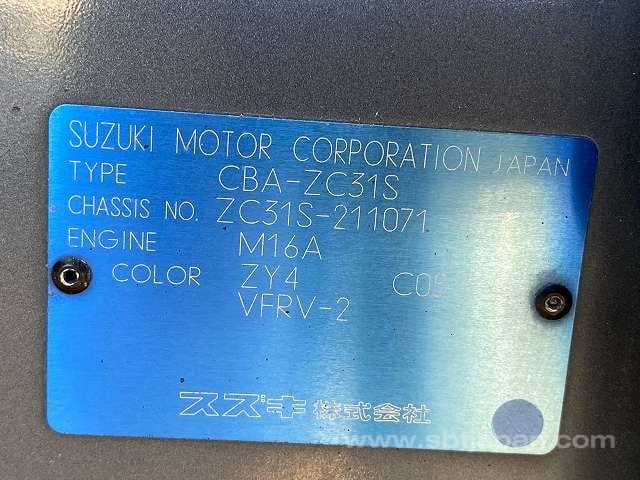 SUZUKI MOTOR CORPORATION JAPAN
TYPE CBA-ZC31S
CHASSIS NO. ZC31S-211071
ENGINE M16A
COLOR ZY4
VFRV-2
スズキ株式会社
www.sbtjapan.com